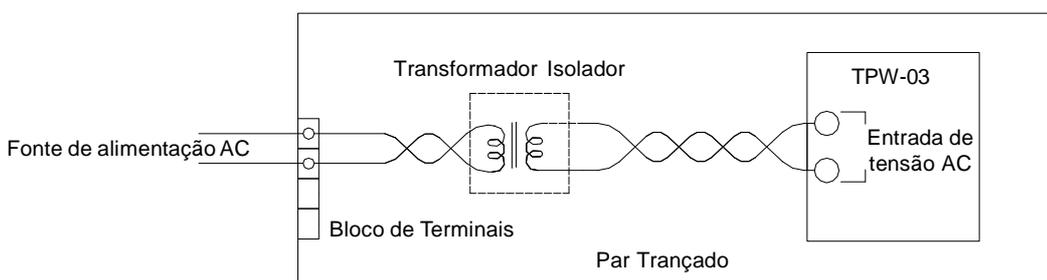 Transformador Isolador
TPW-03
Fonte de alimentação AC
Entrada de
tensão AC
Bloco de Terminais
Par Trançado